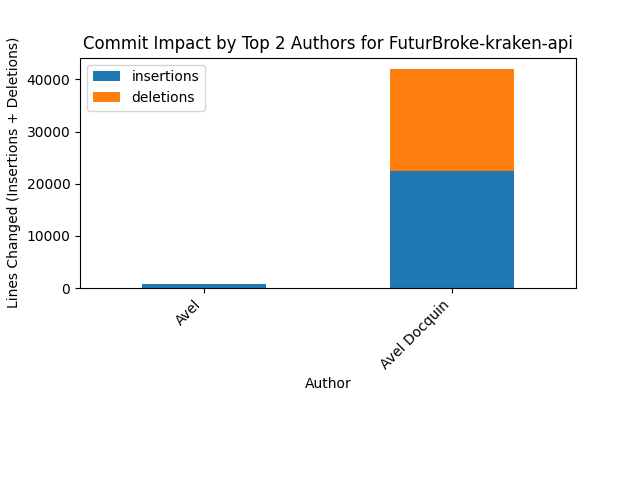 Commit Impact by Top 2 Authors for FuturBroke-kraken-api
insertions
deletions
Lines Changed (Insertions + Deletions)
40000
30000
20000
10000
0
Avel
Avel Docquin
Author